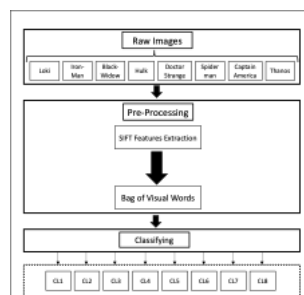 Raw Images
Loki
Iron-
Man
Black-
Widow
Hulk
Doctor
Strange
Spider
man
Captain
America
Thanos
Pre-Processing
SIFT Features Extraction
Bag of Visual Words
Classifying
CL1
CL2
CL3
CL4
CL5
CL6
CL7
CL8